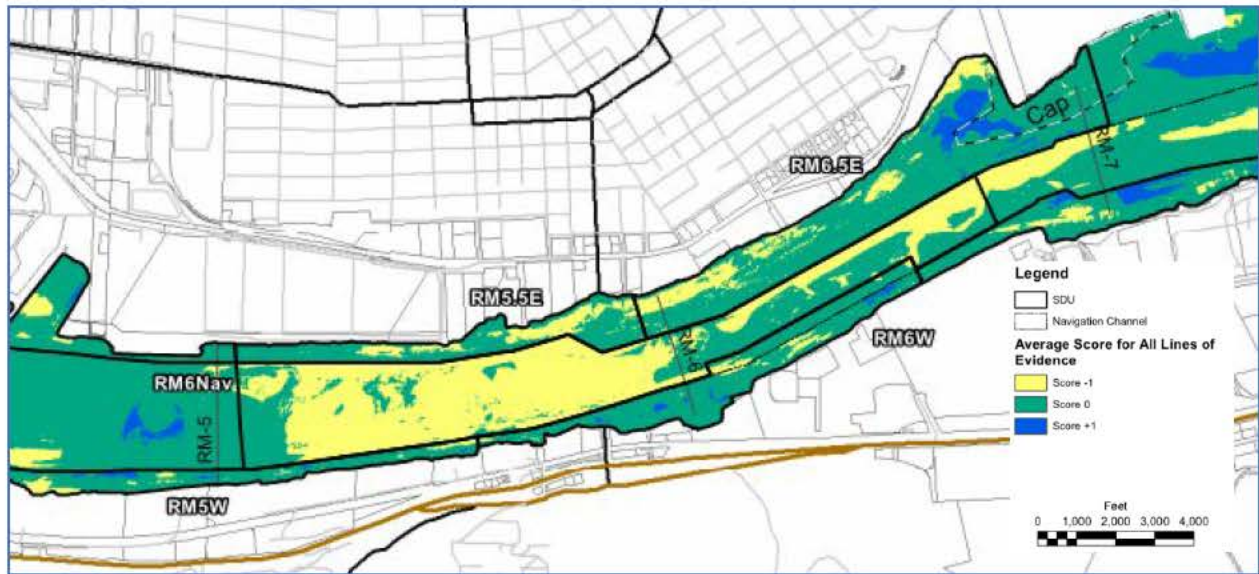 Cap
RM-7
RM6.5E
RM5.5E
RM-6
RM6W
RM6Nav
RM-5
RM5W
Legend
SDU
Navigation Channel
Average Score for All Lines of
Evidence
Score -1
Score 0
Score +1
Feet
0 1,000 2,000 3,000 4,000